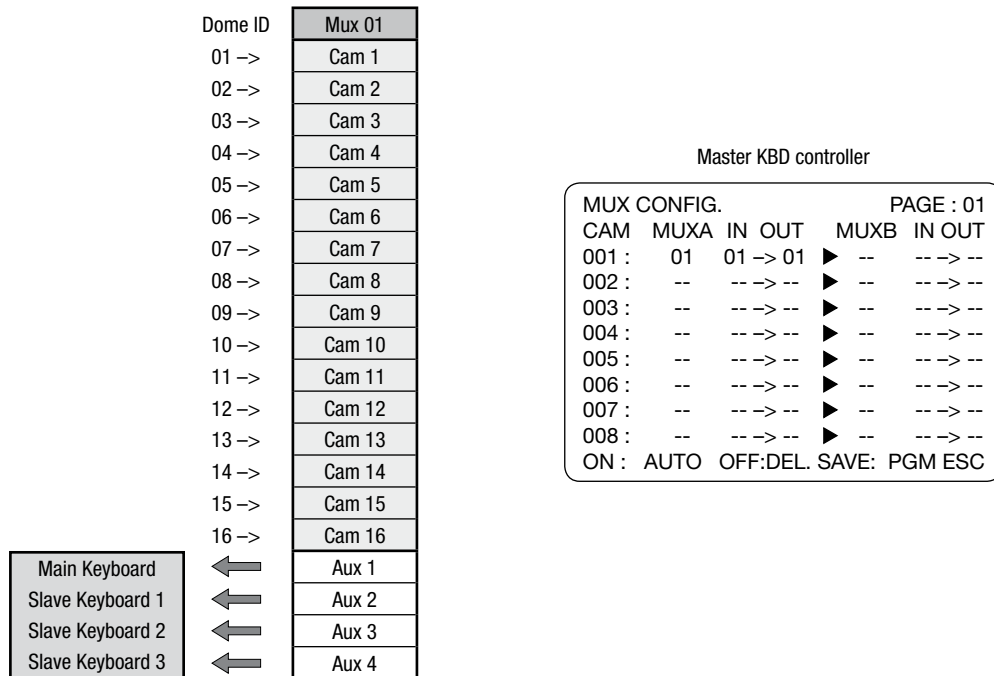 Dome ID Mux 01
01 –> Cam 1
02 –> Cam 2
03 –> Cam 3
04 –> Cam 4
05 –> Cam 5
06 –> Cam 6
07 –> Cam 7
08 –> Cam 8
09 –> Cam 9
10 –> Cam 10
11 –> Cam 11
12 –> Cam 12
13 –> Cam 13
14 –> Cam 14
15 –> Cam 15
16 –> Cam 16
Main Keyboard Aux 1
Slave Keyboard 1 Aux 2
Slave Keyboard 2 Aux 3
Slave Keyboard 3 Aux 4
Master KBD controller
MUX CONFIG. PAGE : 01
CAM MUXA IN OUT MUXB IN OUT
001 : 01 01 –> 01 ▶ -- -- –> --
002 : -- -- –> -- ▶ -- -- –> --
003 : -- -- –> -- ▶ -- -- –> --
004 : -- -- –> -- ▶ -- -- –> --
005 : -- -- –> -- ▶ -- -- –> --
006 : -- -- –> -- ▶ -- -- –> --
007 : -- -- –> -- ▶ -- -- –> --
008 : -- -- –> -- ▶ -- -- –> --
ON : AUTO OFF:DEL. SAVE: PGM ESC